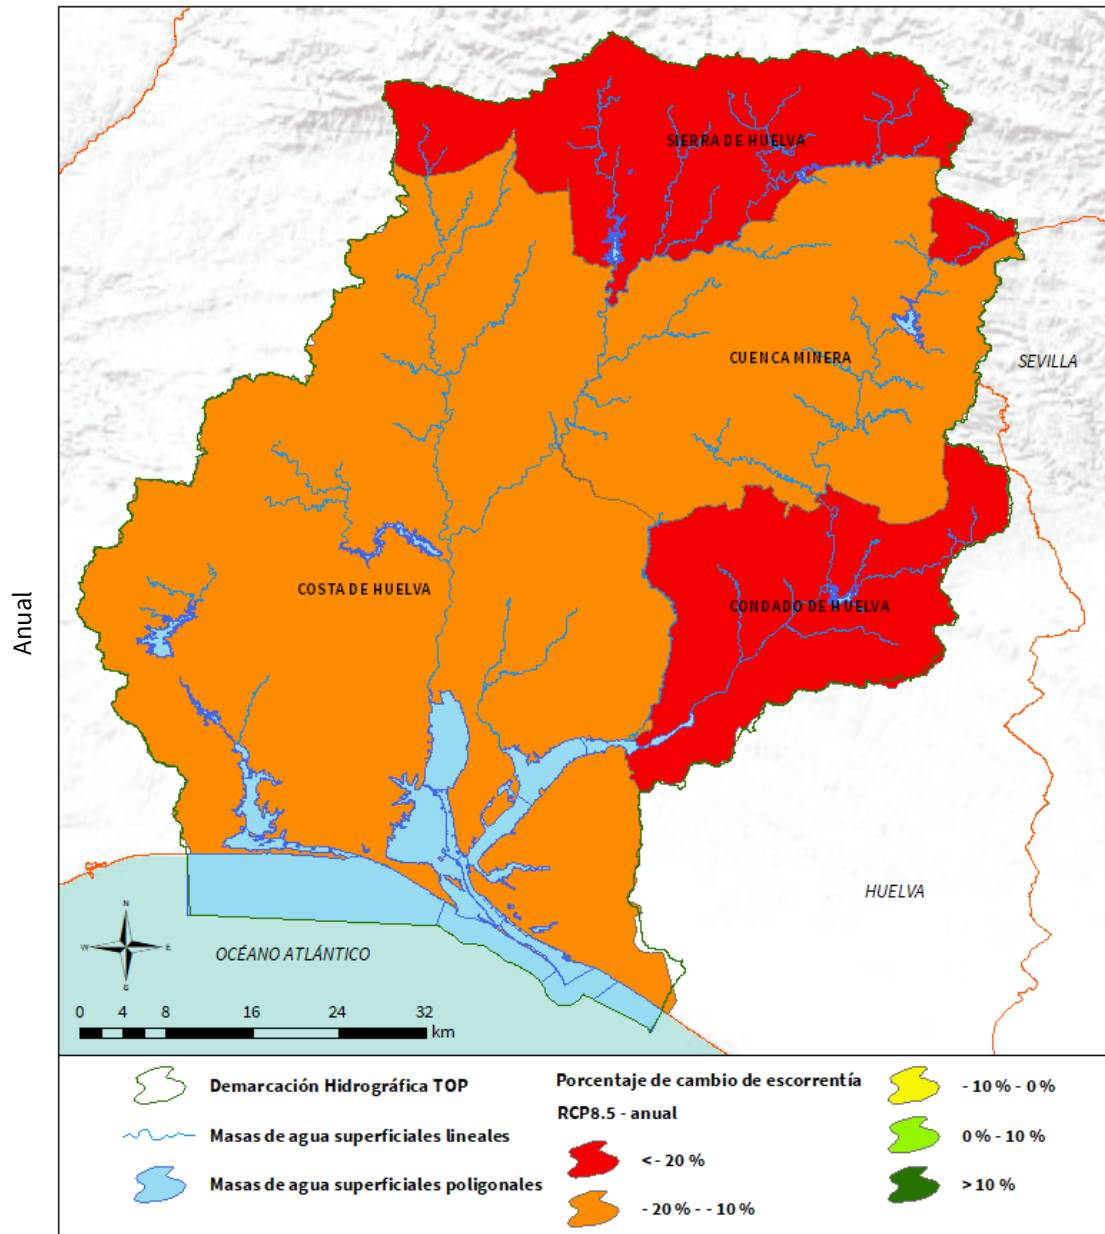 Anual
SIERRA DE HUELVA
CUENCA MINERA
SEVILLA
COSTA DE HUELVA
CONDADO DE HUELVA
HUELVA
OCÉANO ATLÁNTICO
N
W E
S
0 4 8 16 24 32
km
Demarcación Hidrográfica TOP
Masas de agua superficiales lineales
Masas de agua superficiales poligonales
Porcentaje de cambio de escorrentía
RCP8.5 - anual
< - 20 %
- 20 % - - 10 %
- 10 % - 0 %
0 % - 10 %
> 10 %